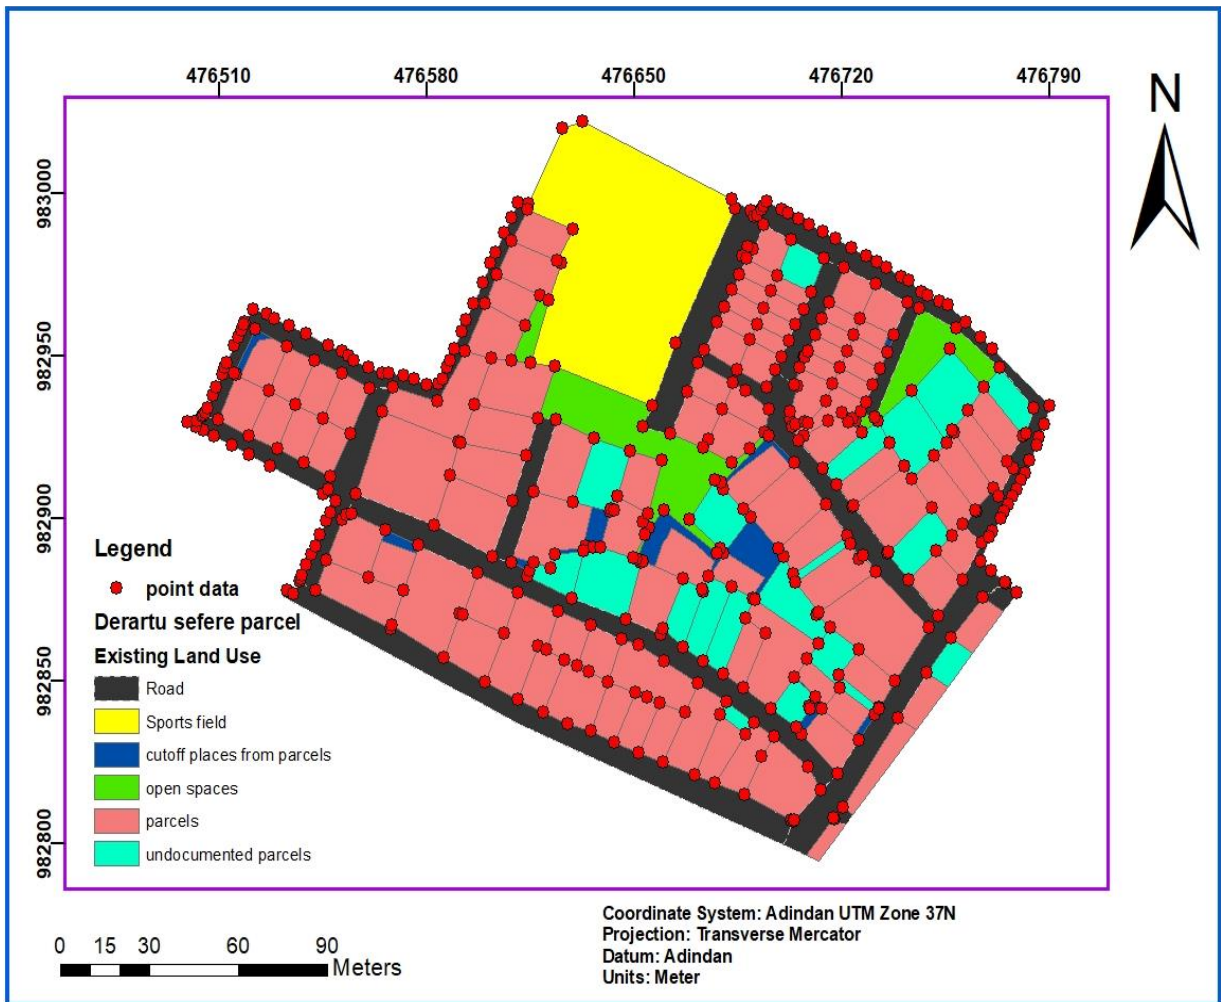 476510 476580 476650 476720 476790
N
983000
982950
982900
982850
982800
Legend
point data
Derartu sefere parcel
Existing Land Use
Road
Sports field
cutoff places from parcels
open spaces
parcels
undocumented parcels
0 15 30 60 90
Meters
Coordinate System: Adindan UTM Zone 37N
Projection: Transverse Mercator
Datum: Adindan
Units: Meter